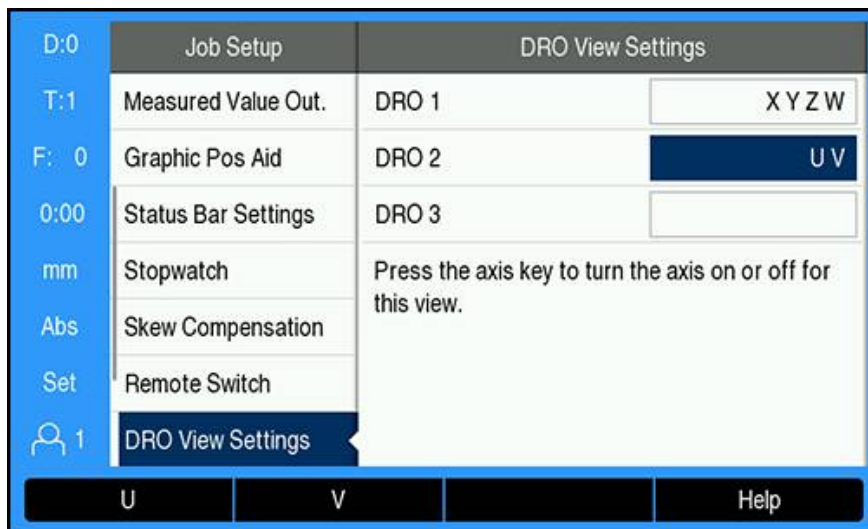 D:0
T:1
F: 0
0:00
mm
Abs
Set
1
Job Setup
Measured Value Out.
Graphic Pos Aid
Status Bar Settings
Stopwatch
Skew Compensation
Remote Switch
DRO View Settings
DRO View Settings
DRO 1 X Y Z W
DRO 2 U V
DRO 3
Press the axis key to turn the axis on or off for
this view.
U V Help